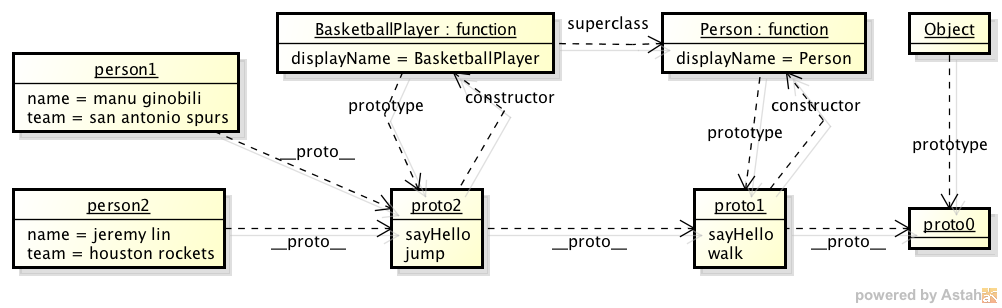 BasketballPlayer : function
displayName = BasketballPlayer
superclass
Person : function
displayName = Person
Object
person1
name = manu ginobili
team = san antonio spurs
prototype
constructor
prototype
constructor
prototype
__proto__
person2
name = jeremy lin
team = houston rockets
__proto__
proto2
sayHello
jump
__proto__
proto1
sayHello
walk
__proto__
proto0
powered by Astah